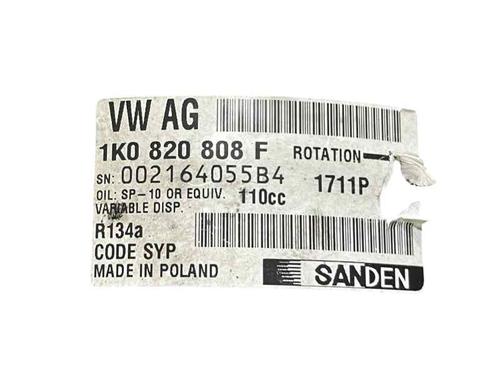 VW AG
1K0 820 808 F ROTATION
SN: 002164055B4 1711P
OIL: SP-10 OR EQUIV. 110cc
VARIABLE DISP.
R134a
CODE SYP
MADE IN POLAND SANDEN